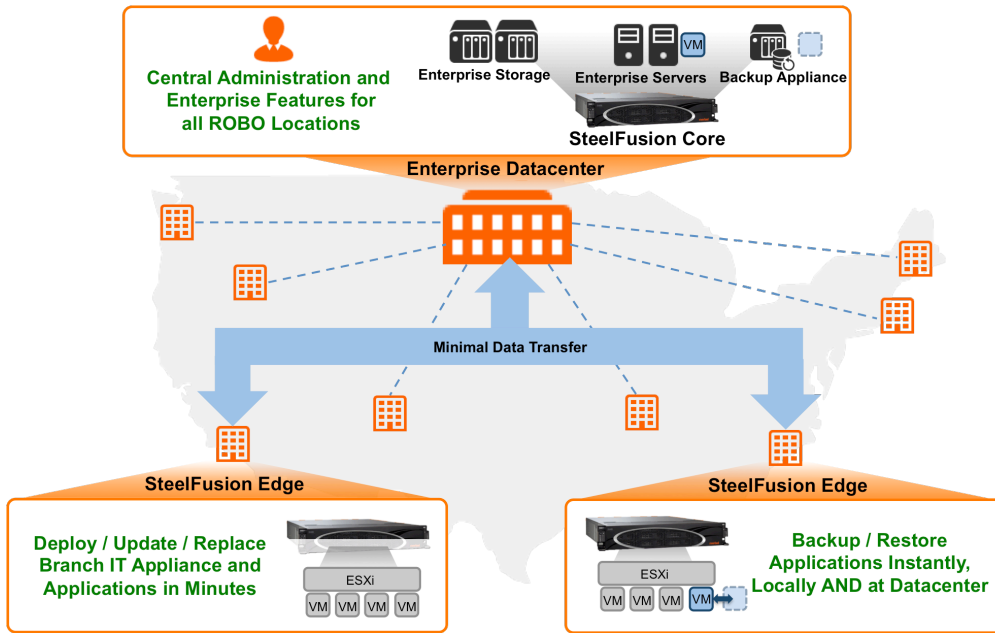 Central Administration and
Enterprise Features for
all ROBO Locations
VM
Enterprise Storage
Enterprise Servers
Backup Appliance
SteelFusion Core
Enterprise Datacenter
Minimal Data Transfer
SteelFusion Edge
Deploy / Update / Replace
Branch IT Appliance and
Applications in Minutes
ESXi
VM VM VM VM
SteelFusion Edge
ESXi
VM VM VM VM
Backup / Restore
Applications Instantly,
Locally AND at Datacenter